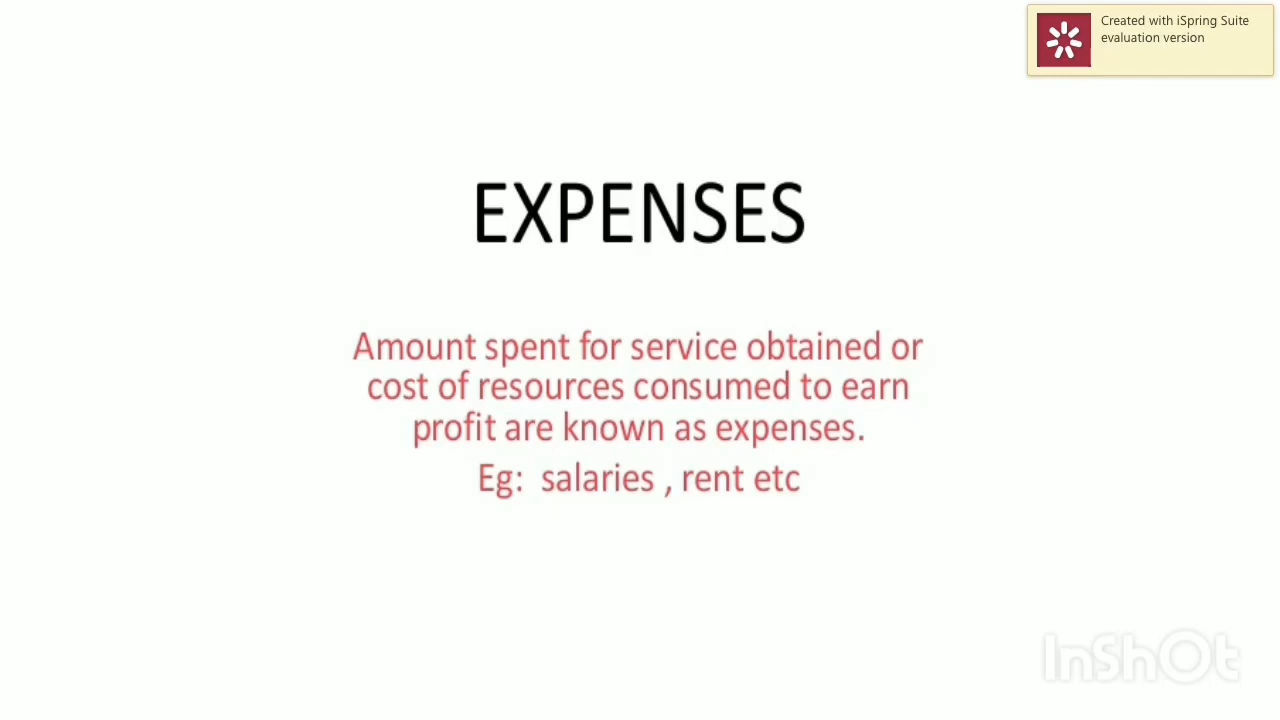 Created with iSpring Suite
evaluation version
EXPENSES
Amount spent for service obtained or
cost of resources consumed to earn
profit are known as expenses.
Eg:  salaries , rent etc
InShOt